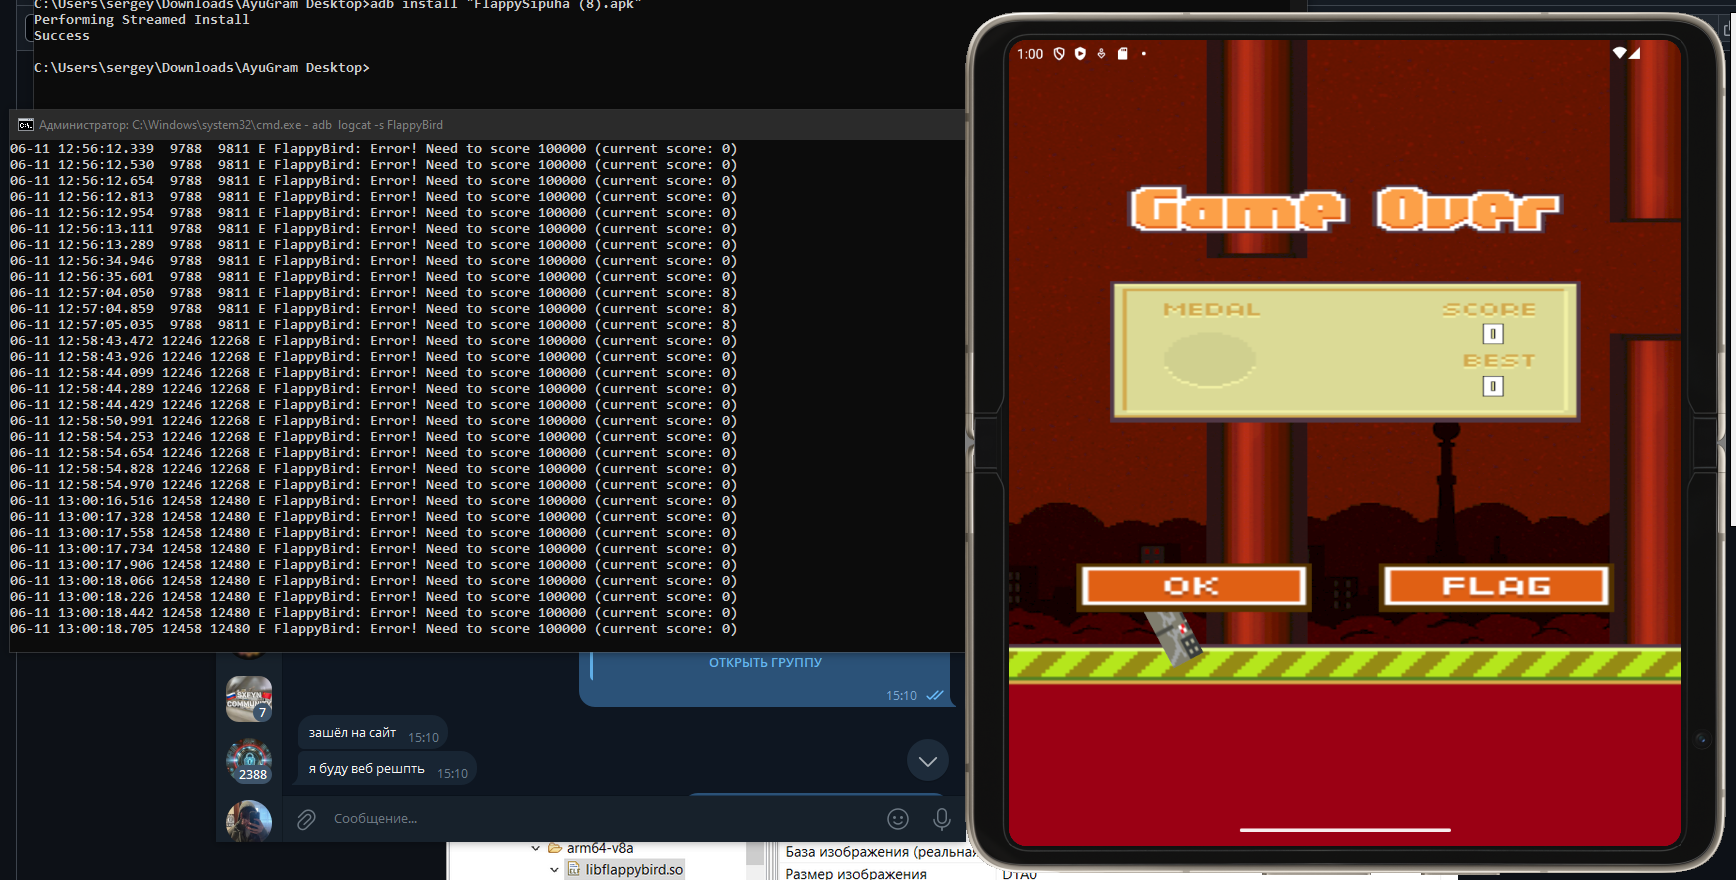 C:\Users\sergey\Downloads\AyuGram Desktop>adb install "FlappySipuha (8).apk"
Performing Streamed Install
Success
C:\Users\sergey\Downloads\AyuGram Desktop>
Администратор: C:\Windows\system32\cmd.exe - adb logcat -s FlappyBird
06-11 12:56:12.339  9788  9811 E FlappyBird: Error! Need to score 100000 (current score: 0)
06-11 12:56:12.530  9788  9811 E FlappyBird: Error! Need to score 100000 (current score: 0)
06-11 12:56:12.654  9788  9811 E FlappyBird: Error! Need to score 100000 (current score: 0)
06-11 12:56:12.813  9788  9811 E FlappyBird: Error! Need to score 100000 (current score: 0)
06-11 12:56:12.954  9788  9811 E FlappyBird: Error! Need to score 100000 (current score: 0)
06-11 12:56:13.111  9788  9811 E FlappyBird: Error! Need to score 100000 (current score: 0)
06-11 12:56:13.289  9788  9811 E FlappyBird: Error! Need to score 100000 (current score: 0)
06-11 12:56:34.946  9788  9811 E FlappyBird: Error! Need to score 100000 (current score: 0)
06-11 12:56:35.601  9788  9811 E FlappyBird: Error! Need to score 100000 (current score: 0)
06-11 12:57:04.050  9788  9811 E FlappyBird: Error! Need to score 100000 (current score: 8)
06-11 12:57:04.859  9788  9811 E FlappyBird: Error! Need to score 100000 (current score: 8)
06-11 12:57:05.035  9788  9811 E FlappyBird: Error! Need to score 100000 (current score: 8)
06-11 12:58:43.472 12246 12268 E FlappyBird: Error! Need to score 100000 (current score: 0)
06-11 12:58:43.926 12246 12268 E FlappyBird: Error! Need to score 100000 (current score: 0)
06-11 12:58:44.099 12246 12268 E FlappyBird: Error! Need to score 100000 (current score: 0)
06-11 12:58:44.289 12246 12268 E FlappyBird: Error! Need to score 100000 (current score: 0)
06-11 12:58:44.429 12246 12268 E FlappyBird: Error! Need to score 100000 (current score: 0)
06-11 12:58:50.991 12246 12268 E FlappyBird: Error! Need to score 100000 (current score: 0)
06-11 12:58:54.253 12246 12268 E FlappyBird: Error! Need to score 100000 (current score: 0)
06-11 12:58:54.654 12246 12268 E FlappyBird: Error! Need to score 100000 (current score: 0)
06-11 12:58:54.828 12246 12268 E FlappyBird: Error! Need to score 100000 (current score: 0)
06-11 12:58:54.970 12246 12268 E FlappyBird: Error! Need to score 100000 (current score: 0)
06-11 13:00:16.516 12458 12480 E FlappyBird: Error! Need to score 100000 (current score: 0)
06-11 13:00:17.328 12458 12480 E FlappyBird: Error! Need to score 100000 (current score: 0)
06-11 13:00:17.558 12458 12480 E FlappyBird: Error! Need to score 100000 (current score: 0)
06-11 13:00:17.734 12458 12480 E FlappyBird: Error! Need to score 100000 (current score: 0)
06-11 13:00:17.906 12458 12480 E FlappyBird: Error! Need to score 100000 (current score: 0)
06-11 13:00:18.066 12458 12480 E FlappyBird: Error! Need to score 100000 (current score: 0)
06-11 13:00:18.226 12458 12480 E FlappyBird: Error! Need to score 100000 (current score: 0)
06-11 13:00:18.442 12458 12480 E FlappyBird: Error! Need to score 100000 (current score: 0)
06-11 13:00:18.705 12458 12480 E FlappyBird: Error! Need to score 100000 (current score: 0)
ОТКРЫТЬ ГРУППУ
15:10
7
зашёл на сайт 15:10
2388
я буду веб решпть 15:10
Сообщение...
arm64-v8a
libflappybird.so
База изображения (реальная
Размер изображения
1:00
Game Over
MEDAL
SCORE
0
BEST
0
OK
FLAG